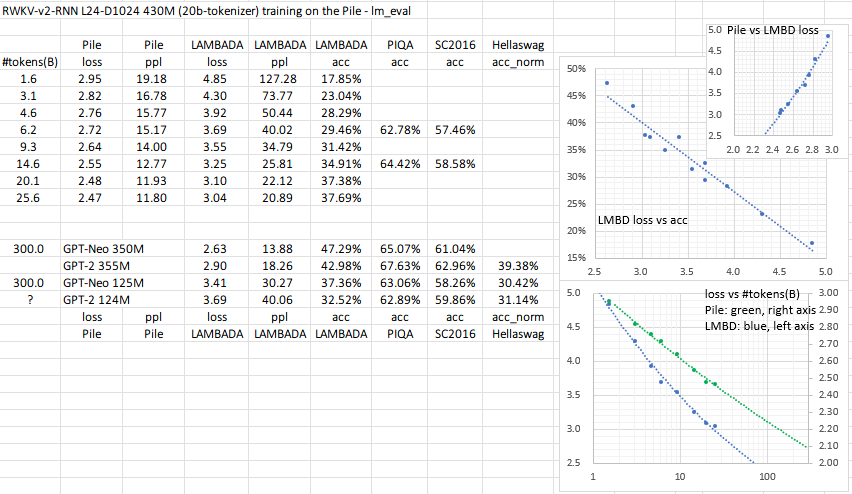 RWKV-v2-RNN L24-D1024 430M (20b-tokenizer) training on the Pile - lm_eval
Pile Pile LAMBADA LAMBADA LAMBADA PIQA SC2016 Hellaswag
#tokens(B) loss ppl loss ppl acc acc acc acc_norm
1.6 2.95 19.18 4.85 127.28 17.85%
3.1 2.82 16.78 4.30 73.77 23.04%
4.6 2.76 15.77 3.92 50.44 28.29%
6.2 2.72 15.17 3.69 40.02 29.46% 62.78% 57.46%
9.3 2.64 14.00 3.55 34.79 31.42%
14.6 2.55 12.77 3.25 25.81 34.91% 64.42% 58.58%
20.1 2.48 11.93 3.10 22.12 37.38%
25.6 2.47 11.80 3.04 20.89 37.69%
300.0 GPT-Neo 350M 2.63 13.88 47.29% 65.07% 61.04%
GPT-2 355M 2.90 18.26 42.98% 67.63% 62.96% 39.38%
300.0 GPT-Neo 125M 3.41 30.27 37.36% 63.06% 58.26% 30.42%
? GPT-2 124M 3.69 40.06 32.52% 62.89% 59.86% 31.14%
loss ppl loss ppl acc acc acc acc_norm
Pile Pile LAMBADA LAMBADA LAMBADA PIQA SC2016 Hellaswag
Pile vs LMBD loss
5.0
4.5
4.0
3.5
3.0
2.5
2.0 2.2 2.4 2.6 2.8 3.0
50%
45%
40%
35%
30%
25%
20%
15%
LMBD loss vs acc
2.5 3.0 3.5 4.0 4.5 5.0
loss vs #tokens(B)
Pile: green, right axis
LMBD: blue, left axis
5.0
4.5
4.0
3.5
3.0
2.5
3.00
2.90
2.80
2.70
2.60
2.50
2.40
2.30
2.20
2.10
2.00
1 10 100